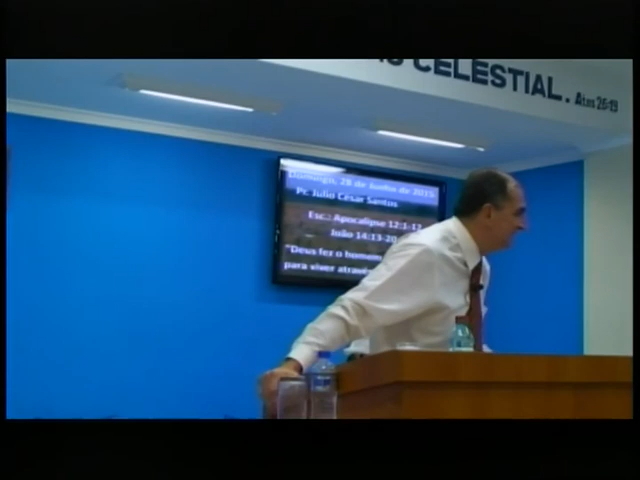 CELESTIAL. Atos 26:19
Domingo, 28 de Junho de 2015
Pr. Julio César Santos
Esc.: Apocalipse 12:1-12
João 14:13-20
"Deus fez o homem
para viver através